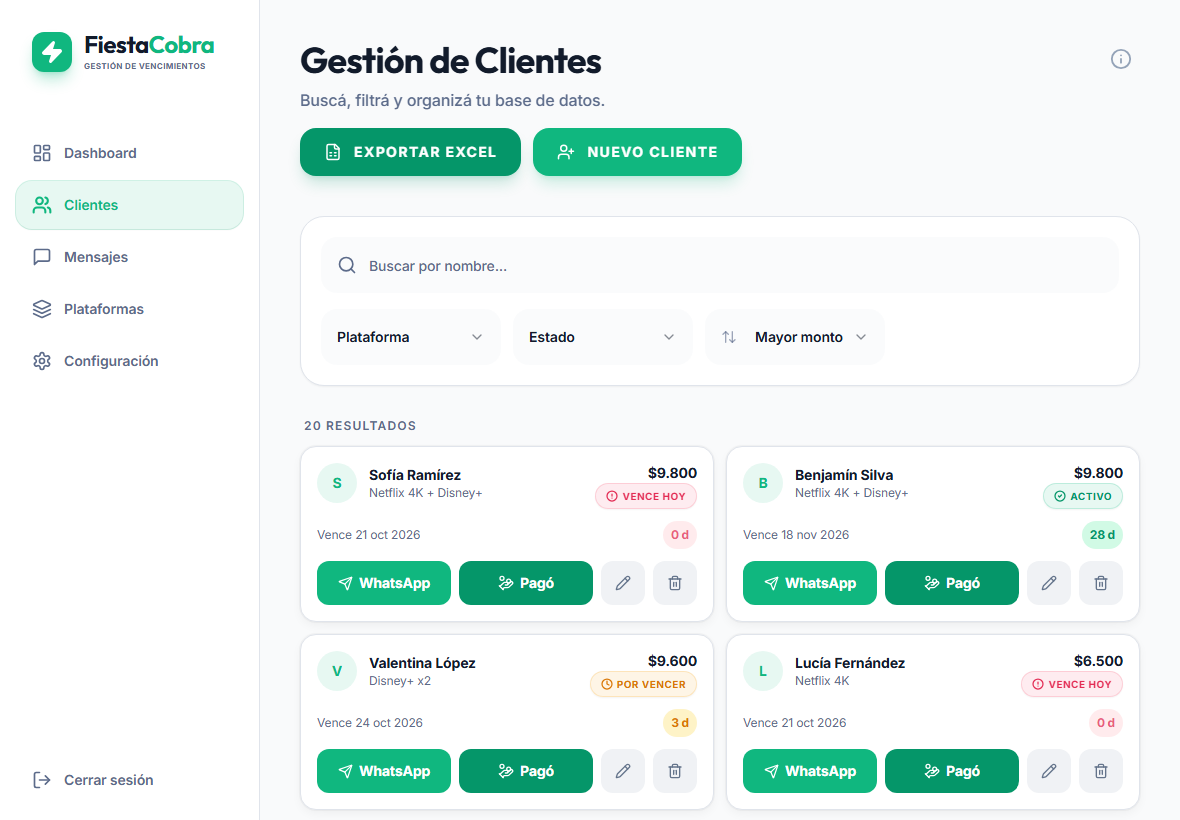 FiestaCobra
GESTIÓN DE VENCIMIENTOS
Dashboard
Clientes
Mensajes
Plataformas
Configuración
Cerrar sesión
Gestión de Clientes
Buscá, filtrá y organizá tu base de datos.
EXPORTAR EXCEL
NUEVO CLIENTE
Buscar por nombre...
Plataforma
Estado
Mayor monto
20 RESULTADOS
S
Sofía Ramírez
Netflix 4K + Disney+
$9.800
VENCE HOY
Vence 21 oct 2026
0 d
WhatsApp
Pagó
B
Benjamín Silva
Netflix 4K + Disney+
$9.800
ACTIVO
Vence 18 nov 2026
28 d
WhatsApp
Pagó
V
Valentina López
Disney+ x2
$9.600
POR VENCER
Vence 24 oct 2026
3 d
WhatsApp
Pagó
L
Lucía Fernández
Netflix 4K
$6.500
VENCE HOY
Vence 21 oct 2026
0 d
WhatsApp
Pagó